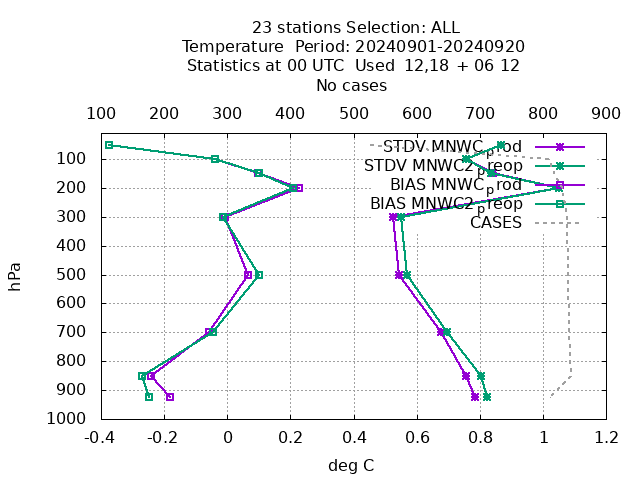 23 stations Selection: ALL
Temperature  Period: 20240901-20240920
Statistics at 00 UTC  Used  12,18 + 06 12
No cases
100 200 300 400 500 600 700 800 900
STDV MNWC_prod
STDV MNWC2_preop
BIAS MNWC_prod
BIAS MNWC2_preop
CASES
100
200
300
400
500
600
700
800
900
1000
hPa
-0.4 -0.2 0 0.2 0.4 0.6 0.8 1 1.2
deg C